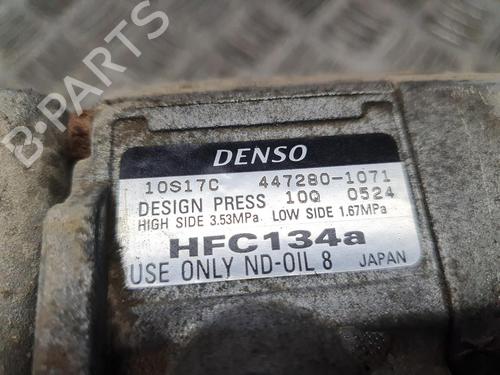 DENSO
10S17C 447280-1071
DESIGN PRESS 10Q 0524
HIGH SIDE 3.53MPa LOW SIDE 1.67MPa
HFC134a
USE ONLY ND-OIL 8 JAPAN
B-PARTS